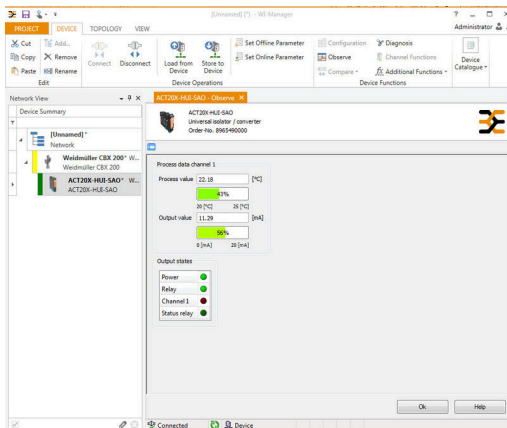 [Unnamed] (*) - WI-Manager
PROJECT DEVICE TOPOLOGY VIEW Administrator
Cut Add... Connect Disconnect Load from Device Store to Device Set Offline Parameter Configuration Diagnosis Device Catalogue
Copy Remove Set Online Parameter Observe Channel Functions
Paste Rename Compare Additional Functions
Edit Device Operations Device Functions
Network View ACT20X-HUI-SAO - Observe
Device Summary
ACT20X-HUI-SAO
Universal isolator / converter
Order-No. 8965490000
[Unnamed]*
Network
Weidmüller CBX 200* W...
Weidmüller CBX 200
ACT20X-HUI-SAO* W...
ACT20X-HUI-SAO
Process data channel 1
Process value 22.18 [°C]
43%
20 [°C] 25 [°C]
Output value 11.29 [mA]
56%
0 [mA] 20 [mA]
Output states
Power
Relay
Channel 1
Status relay
Ok Help
Connected Device